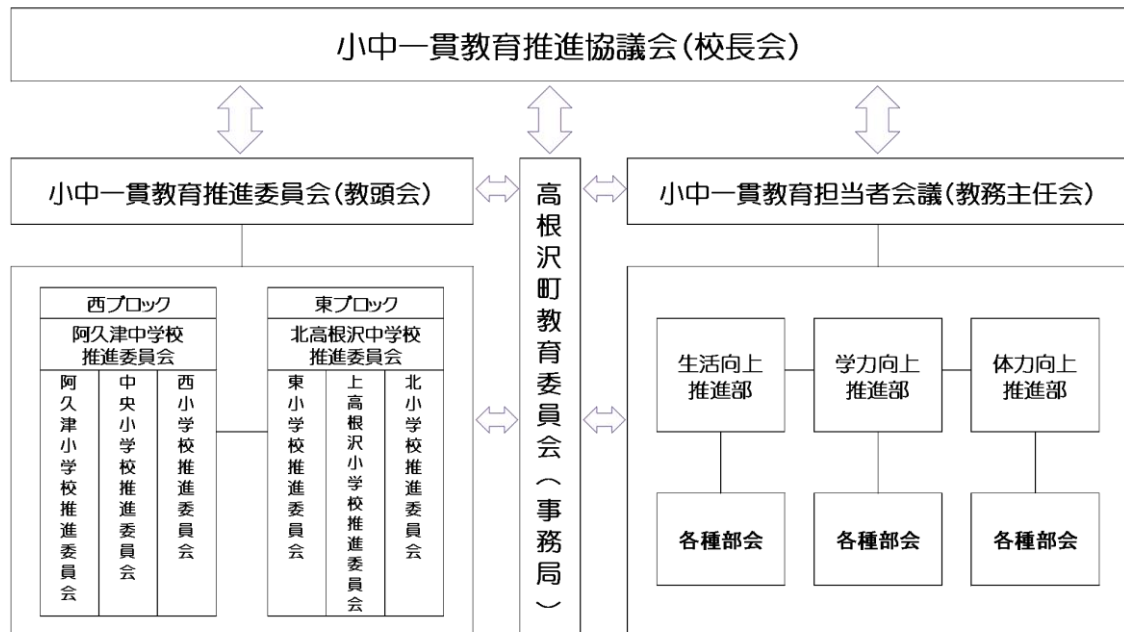 小中一貫教育推進協議会(校長会)
小中一貫教育推進委員会(教頭会)
高根沢町教育委員会(事務局)
小中一貫教育担当者会議(教務主任会)
西ブロック
阿久津中学校
推進委員会
阿久津小学校推進委員会
中央小学校推進委員会
西小学校推進委員会
東ブロック
北高根沢中学校
推進委員会
東小学校推進委員会
上高根沢小学校推進委員会
北小学校推進委員会
生活向上
推進部
学力向上
推進部
体力向上
推進部
各種部会
各種部会
各種部会